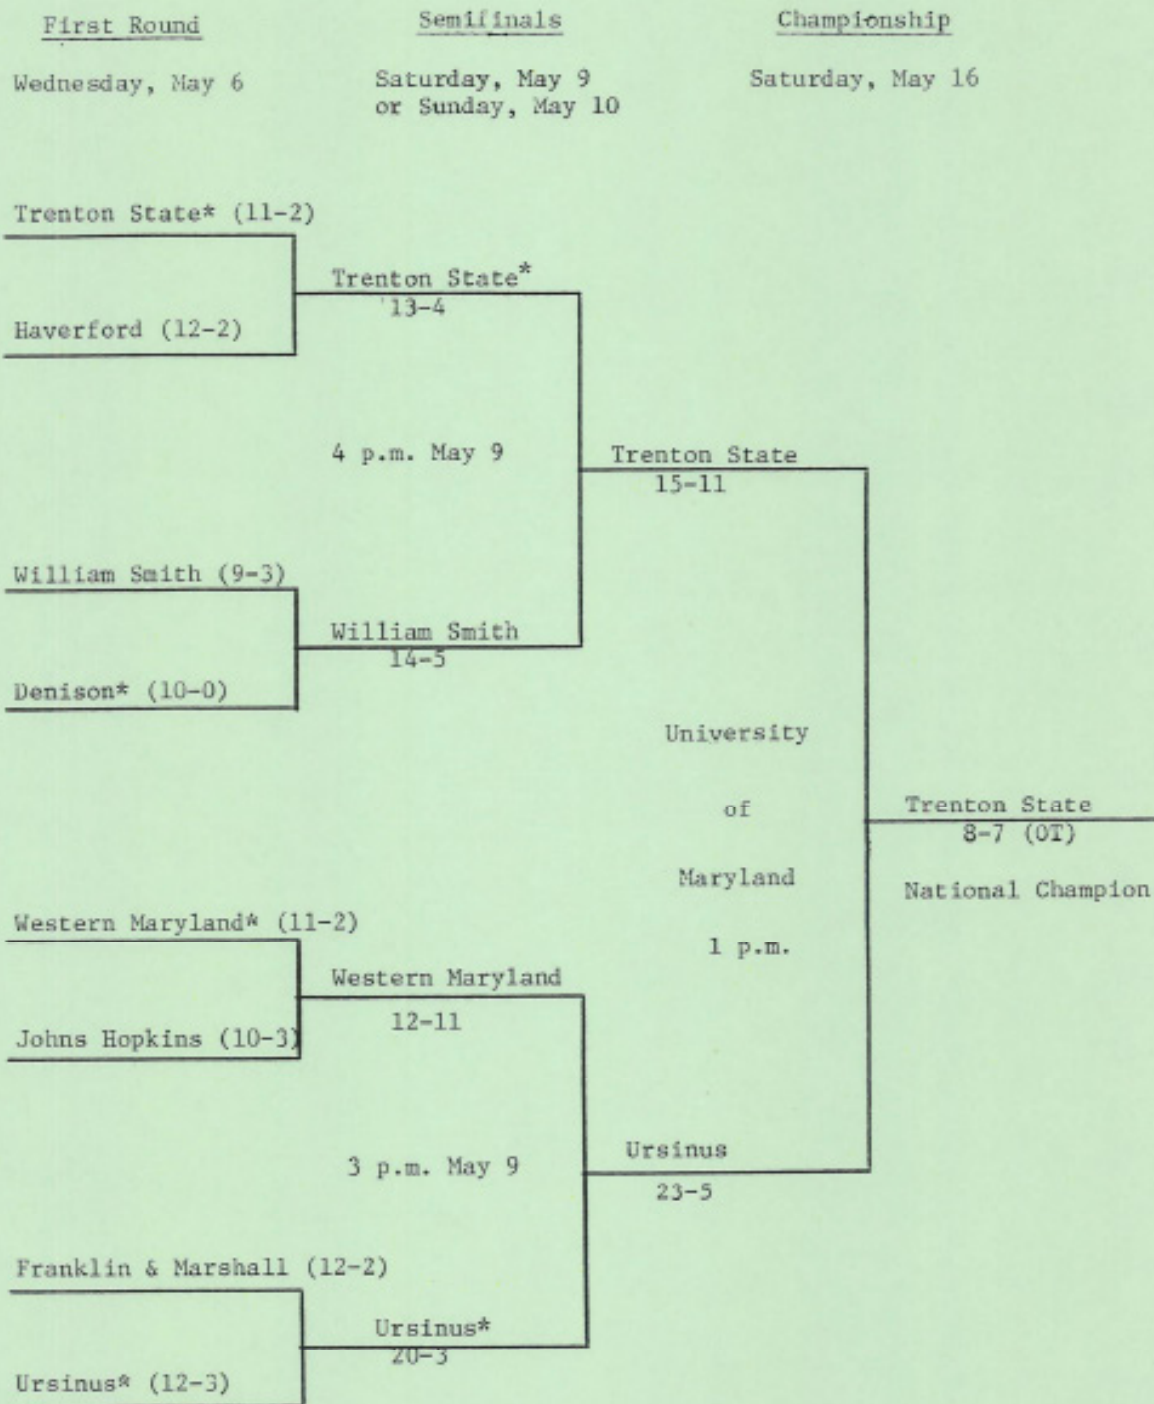 First Round
Semifinals
Championship
Wednesday, May 6
Saturday, May 9
or Sunday, May 10
Saturday, May 16
Trenton State* (11-2)
Trenton State*
13-4
Haverford (12-2)
4 p.m. May 9
Trenton State
15-11
William Smith (9-3)
William Smith
14-5
Denison* (10-0)
University
of
Maryland
1 p.m.
Trenton State
8-7 (OT)
National Champion
Western Maryland* (11-2)
Western Maryland
12-11
Johns Hopkins (10-3)
3 p.m. May 9
Ursinus
23-5
Franklin & Marshall (12-2)
Ursinus*
20-3
Ursinus* (12-3)